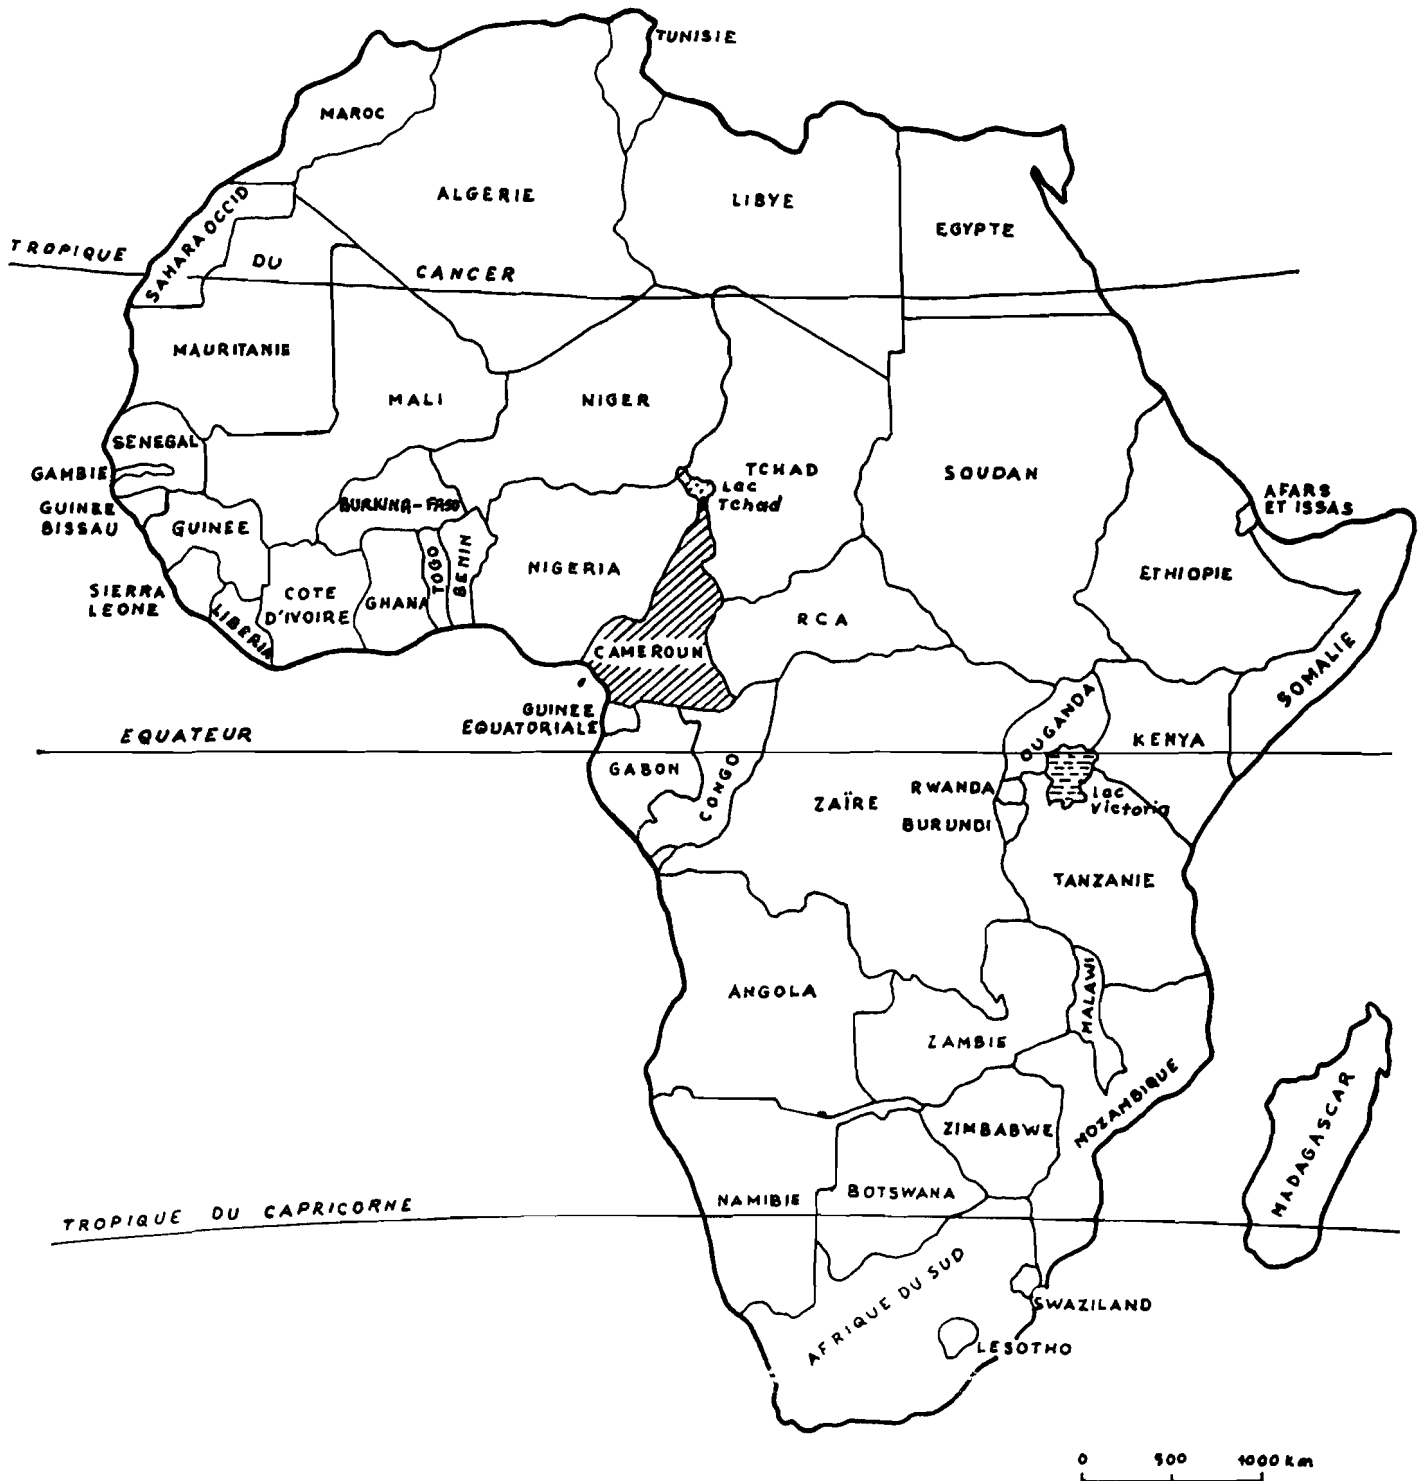 TUNISIE
MAROC
ALGERIE
LIBYE
EGYPTE
SAHARA OCCID
TROPIQUE DU CANCER
MAURITANIE
MALI
NIGER
TCHAD
Lac
Tchad
SOUDAN
SENEGAL
GAMBIE
GUINEE
BISSAU
GUINÉE
BURKINA-FASO
AFARS
ET ISSAS
SIERRA
LEONE
LIBERIA
COTE
D'IVOIRE
GHANA
TOGO
BENIN
NIGERIA
ETHIOPIE
RCA
CAMEROUN
SOMALIE
GUINEE
EQUATORIALE
EQUATEUR
OUGANDA
KENYA
GABON
CONGO
ZAÏRE
RWANDA
BURUNDI
Lac
Victoria
TANZANIE
ANGOLA
MALAWI
ZAMBIE
MOZAMBIQUE
MADAGASCAR
ZIMBABWE
NAMIBIE
BOTSWANA
TROPIQUE DU CAPRICORNE
AFRIQUE DU SUD
SWAZILAND
LESOTHO
0 500 1000 km